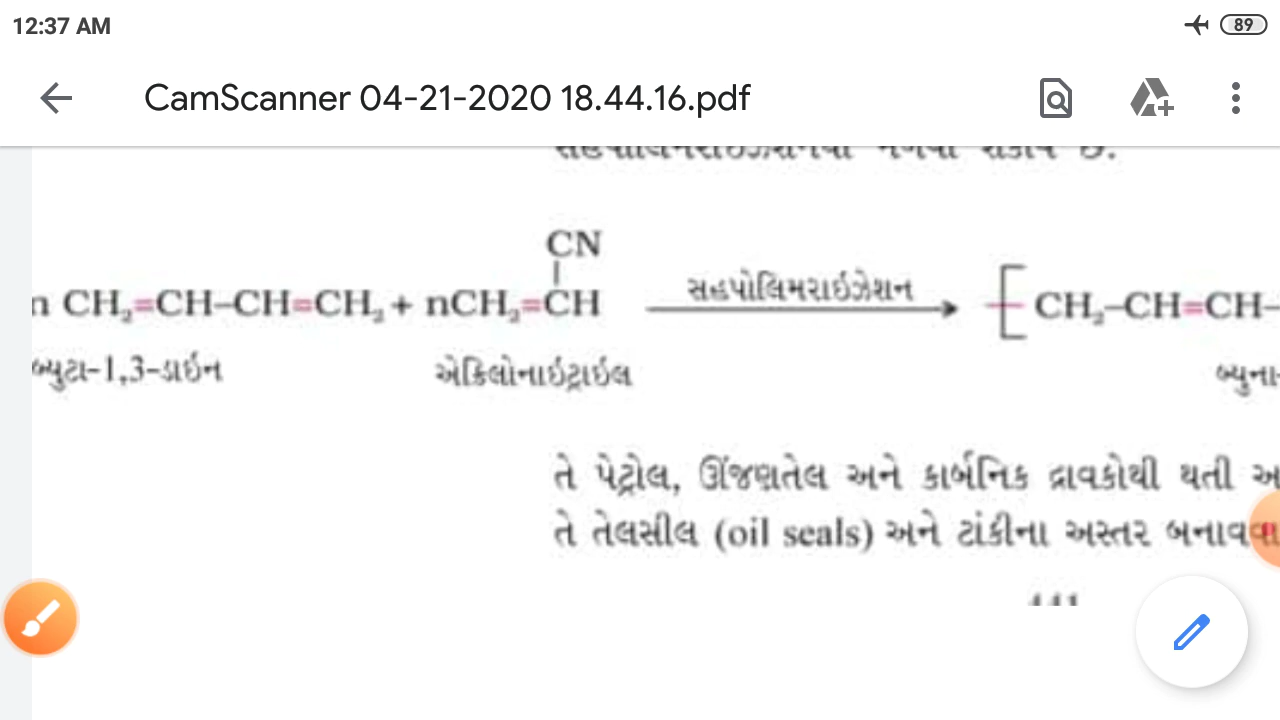 12:37 AM
89
CamScanner 04-21-2020 18.44.16.pdf
CN
n CH₂=CH–CH=CH₂ + nCH₂=CH સહપોલિમરાઇઝેશન CH₂–CH=CH–
બ્યુટા–1,3–ડાઇન એક્રિલોનાઇટ્રાઇલ બ્યુના–
તે પેટ્રોલ, ઊંજણતેલ અને કાર્બનિક દ્રાવકોથી થતી અ
તે તેલસીલ (oil seals) અને ટાંકીના અસ્તર બનાવવા